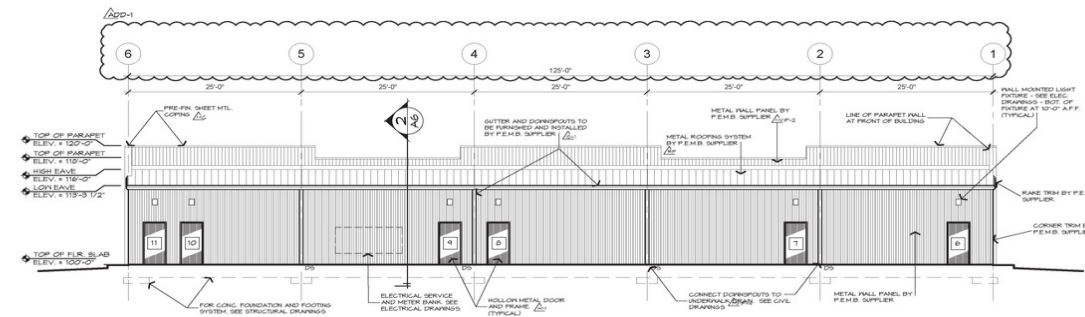 ADD-1
6
5
4
3
2
1
125'-0"
25'-0"
25'-0"
25'-0"
25'-0"
25'-0"
PRE-FIN. SHEET MTL.
COPING
2
A6
GUTTER AND DOWNSPOUTS TO
BE FURNISHED AND INSTALLED
BY P.E.M.B. SUPPLIER
METAL WALL PANEL BY
P.E.M.B. SUPPLIER
METAL ROOFING SYSTEM
BY P.E.M.B. SUPPLIER
LINE OF PARAPET WALL
AT FRONT OF BUILDING
WALL MOUNTED LIGHT
FIXTURE - SEE ELEC.
DRAWINGS - BOT. OF
FIXTURE AT 10'-0" A.F.F.
(TYPICAL)
TOP OF PARAPET
ELEV. = 120'-0"
TOP OF PARAPET
ELEV. = 118'-0"
HIGH EAVE
ELEV. = 116'-0"
LOW EAVE
ELEV. = 113'-3 1/2"
RAKE TRIM BY P.E.
SUPPLIER
CORNER TRIM B
P.E.M.B. SUPPLIE
11
10
9
8
7
6
TOP OF FLR. SLAB
ELEV. = 100'-0"
DS
DS
DS
DS
FOR CONC. FOUNDATION AND FOOTING
SYSTEM, SEE STRUCTURAL DRAWINGS
ELECTRICAL SERVICE
AND METER BANK. SEE
ELECTRICAL DRAWINGS
HOLLOW METAL DOOR
AND FRAME
(TYPICAL)
CONNECT DOWNSPOUTS TO
UNDERWALK DRAIN. SEE CIVIL
DRAWINGS
METAL WALL PANEL BY
P.E.M.B. SUPPLIER